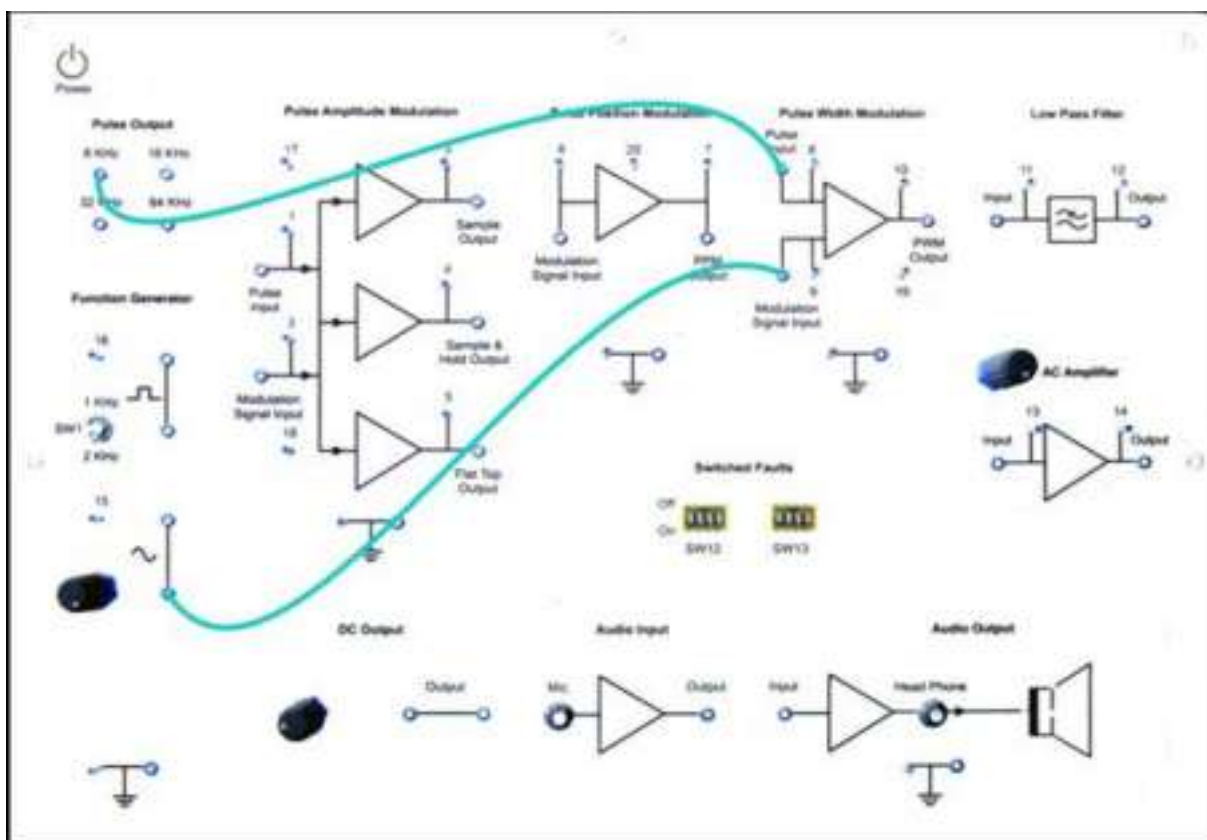 Power
Pulse Output
8 KHz 16 KHz
32 KHz 64 KHz
Function Generator
16
1 KHz
SW1
2 KHz
15
Pulse Amplitude Modulation
17
1
Pulse
Input
2
Modulation
Signal Input
18
Sample
Output
4
Sample &
Hold Output
5
Flat Top
Output
Position Modulation
6 20 7
Modulation
Signal Input
Output
Pulse Width Modulation
Pulse
Input
8
10
PWM
Output
9
Modulation
Signal Input
Low Pass Filter
11 12
Input Output
AC Amplifier
13 14
Input Output
Switched Faults
Off
On
SW12 SW13
DC Output
Output
Audio Input
Mic
Output
Audio Output
Input
Head Phone